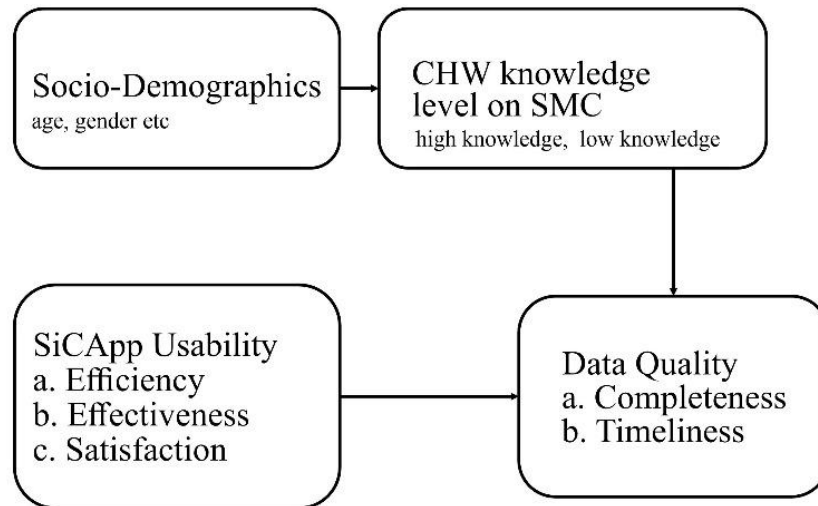 Socio-Demographics
age, gender etc
CHW knowledge
level on SMC
high knowledge, low knowledge
SiCApp Usability
a. Efficiency
b. Effectiveness
c. Satisfaction
Data Quality
a. Completeness
b. Timeliness